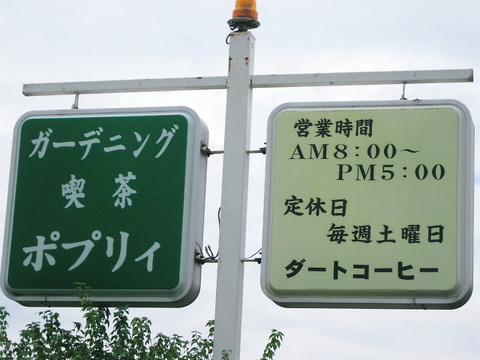 ガーデニング
喫茶
ポプリィ
営業時間
AM8:00~
PM5:00
定休日
毎週土曜日
ダートコーヒー